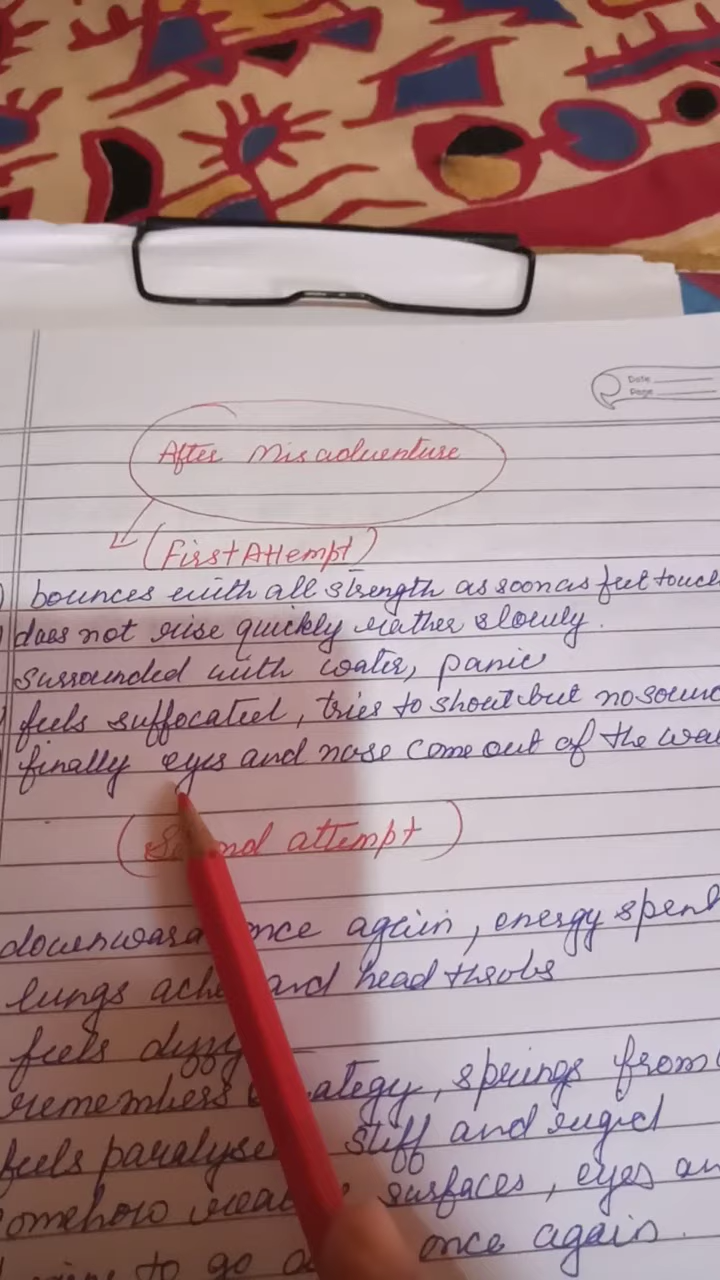 Date
Page
After Misadventure
(First Attempt)
bounces with all strength as soon as feet touch
does not rise quickly rather slowly.
surrounded with water, panic
feels suffocated, tries to shout but no sound
finally eyes and nose come out of the
(Second attempt)
downward once again, energy spent
lungs ache and head throbs
feels dizzy
remembers strategy, springs from
feels paralysed stiff and rigid
somehow surfaces, eyes
to go once again.